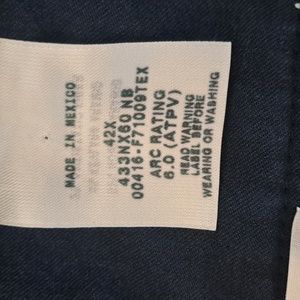 MADE IN MEXICO
42X
433NX60 NB
00416-F71009TEX
ARC RATING
6.0 (ATPV)
READ WARNING
LABEL BEFORE
WEARING OR WASHING